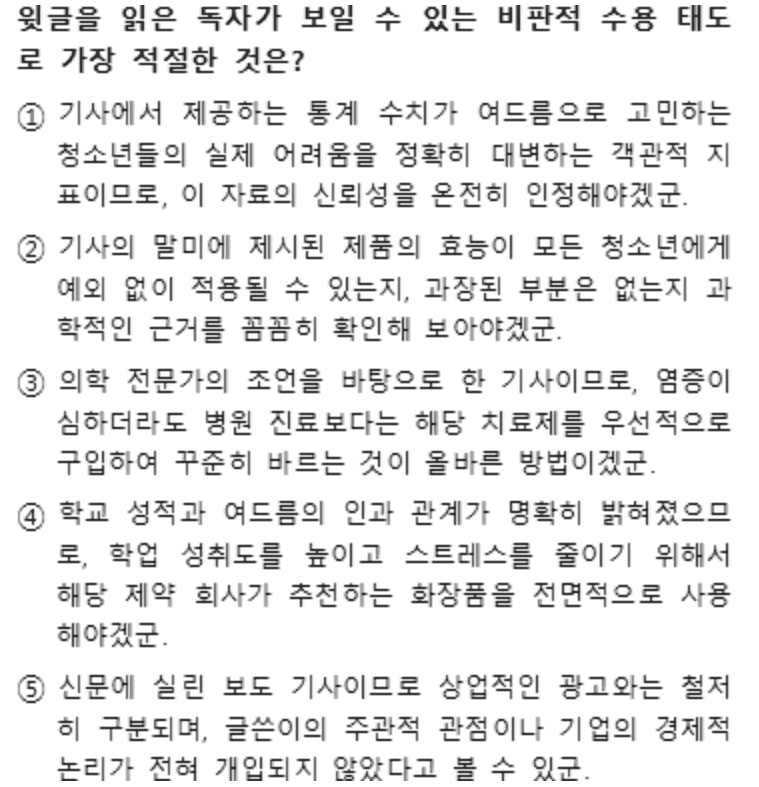 윗글을 읽은 독자가 보일 수 있는 비판적 수용 태도
로 가장 적절한 것은?
① 기사에서 제공하는 통계 수치가 여드름으로 고민하는
청소년들의 실제 어려움을 정확히 대변하는 객관적 지
표이므로, 이 자료의 신뢰성을 온전히 인정해야겠군.
② 기사의 말미에 제시된 제품의 효능이 모든 청소년에게
예외 없이 적용될 수 있는지, 과장된 부분은 없는지 과
학적인 근거를 꼼꼼히 확인해 보아야겠군.
③ 의학 전문가의 조언을 바탕으로 한 기사이므로, 염증이
심하더라도 병원 진료보다는 해당 치료제를 우선적으로
구입하여 꾸준히 바르는 것이 올바른 방법이겠군.
④ 학교 성적과 여드름의 인과 관계가 명확히 밝혀졌으므
로, 학업 성취도를 높이고 스트레스를 줄이기 위해서
해당 제약 회사가 추천하는 화장품을 전면적으로 사용
해야겠군.
⑤ 신문에 실린 보도 기사이므로 상업적인 광고와는 철저
히 구분되며, 글쓴이의 주관적 관점이나 기업의 경제적
논리가 전혀 개입되지 않았다고 볼 수 있군.